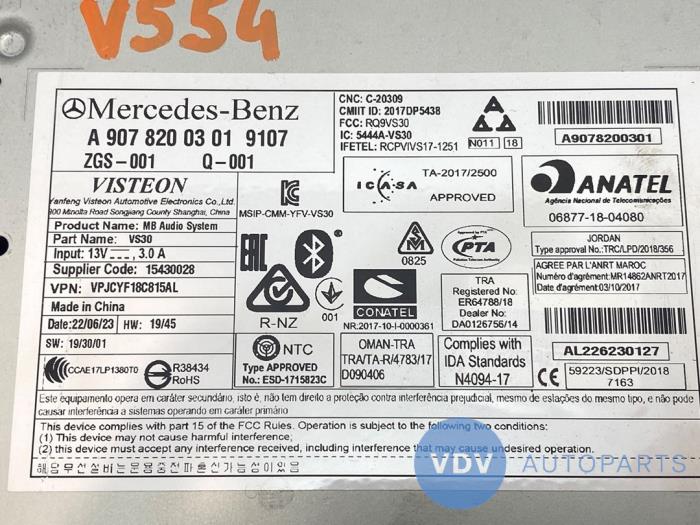 V554
Mercedes-Benz
A 907 820 03 01 9107
ZGS-001 Q-001
CNC: C-20309
CMIIT ID: 2017DP5438
FCC: RQ9VS30
IC: 5444A-VS30
IFETEL: RCPVIVS17-1251
N011 18
A9078200301
VISTEON
Yanfeng Visteon Automotive Electronics Co.,Ltd.
300 Minolta Road Songjiang County Shanghai, China
MSIP-CMM-YFV-VS30
ICASA
TA-2017/2500
APPROVED
ANATEL
Agência Nacional de Telecomunicações
06877-18-04080
Product Name: MB Audio System
Part Name: VS30
Input: 13V , 3.0 A
Supplier Code: 15430028
VPN: VPJCYF18C815AL
Made in China
Date:22/06/23 HW: 19/45
SW: 19/30/01
EAC
R-NZ
001
0825
CONATEL
NR:2017-10-I-0000361
Approved by PTA
PTA
Pakistan Telecom Authority
JORDAN
Type approval No.:TRC/LPD/2018/356
AGREE PAR L'ANRT MAROC
Numéro d'agrément:MR14862ANRT2017
Date d'agrément:03/10/2017
TRA
Registered No:
ER64788/18
Dealer No:
DA0126756/14
AL226230127
CCAE17LP1380T0
R38434
RoHS
NTC
Type APPROVED
No.: ESD-1715823C
OMAN-TRA
TRA/TA-R/4783/17
D090406
Complies with
IDA Standards
N4094-17
CE
59223/SDPPI/2018
7163
Este equipamento opera em caráter secundário, isto é, não tem direito a proteção contra interferência prejudicial, mesmo de estações do mesmo tipo, e não pode
causar interferência a sistemas operando em caráter primário
This device complies with part 15 of the FCC Rules. Operation is subject to the following two conditions:
(1) This device may not cause harmful interference;
(2) this device must accept any interference received, including interference that may cause undesired operation.
해당무선설비는운용중전파혼신가능성이있음
VDV AUTOPARTS